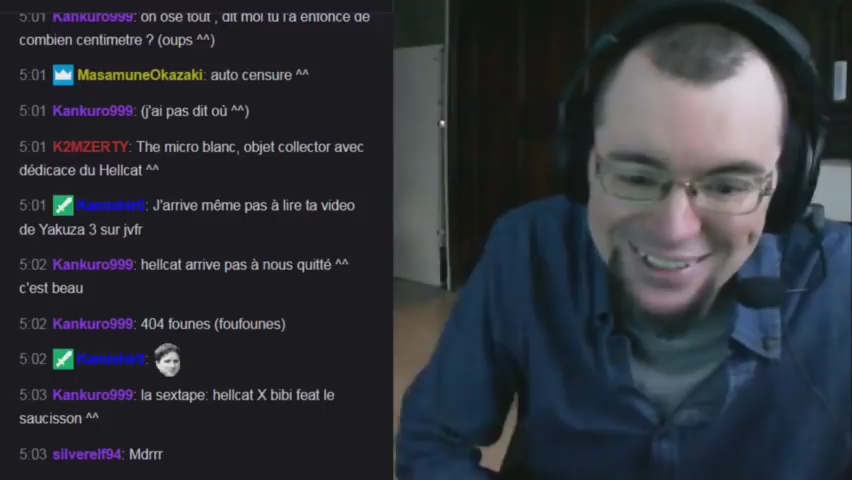 5:01 Kankuro999: on ose tout , dit moi tu l'a enfoncé de
combien centimetre ? (oups ^^)
5:01 MasamuneOkazaki: auto censure ^^
5:01 Kankuro999: (j'ai pas dit où ^^)
5:01 K2MZERTY: The micro blanc, objet collector avec
dédicace du Hellcat ^^
5:01 Kamishiro: J'arrive même pas à lire ta video
de Yakuza 3 sur jvfr
5:02 Kankuro999: hellcat arrive pas à nous quitté ^^
c'est beau
5:02 Kankuro999: 404 founes (foufounes)
5:02 Kamishiro:
5:03 Kankuro999: la sextape: hellcat X bibi feat le
saucisson ^^
5:03 silverelf94: Mdrrr